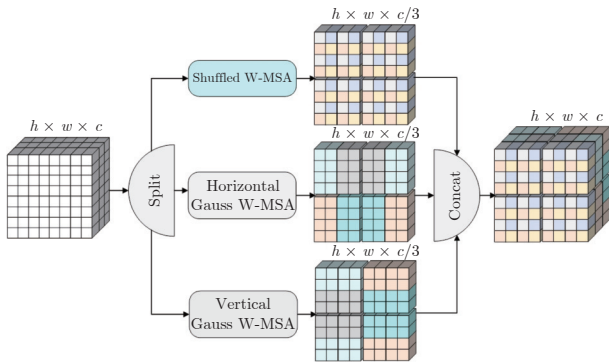 h × w × c/3
Shuffled W-MSA
h × w × c
Split
h × w × c/3
Horizontal
Gauss W-MSA
Concat
h × w × c
h × w × c/3
Vertical
Gauss W-MSA